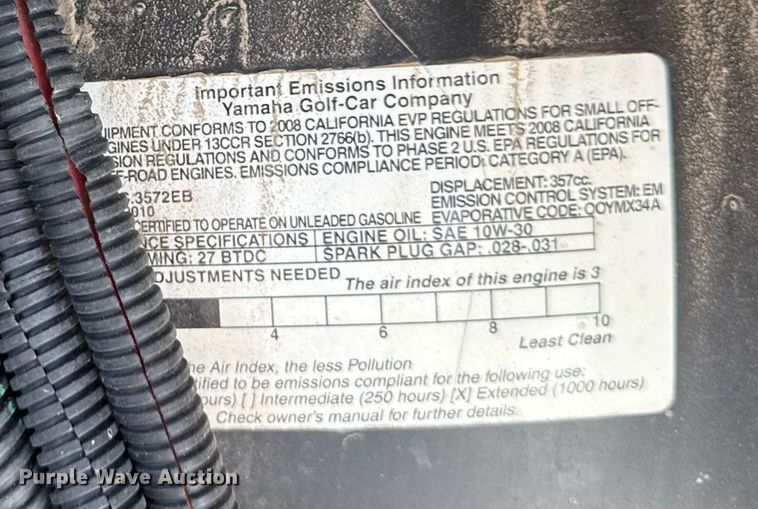 Important Emissions Information
Yamaha Golf-Car Company
UIPMENT CONFORMS TO 2008 CALIFORNIA EVP REGULATIONS FOR SMALL OFF-
GINES UNDER 13CCR SECTION 2766(b). THIS ENGINE MEETS 2008 CALIFORNIA
SION REGULATIONS AND CONFORMS TO PHASE 2 U.S. EPA REGULATIONS FOR
F-ROAD ENGINES. EMISSIONS COMPLIANCE PERIOD: CATEGORY A (EPA).
3572EB DISPLACEMENT: 357cc.
010 EMISSION CONTROL SYSTEM: EM
CERTIFIED TO OPERATE ON UNLEADED GASOLINE EVAPORATIVE CODE: QOYMX34A
NCE SPECIFICATIONS ENGINE OIL: SAE 10W-30
MING: 27 BTDC SPARK PLUG GAP: .028-.031
DJUSTMENTS NEEDED The air index of this engine is 3
4 6 8 10
Least Clean
he Air Index, the less Pollution
tified to be emissions compliant for the following use:
ours) [ ] Intermediate (250 hours) [X] Extended (1000 hours)
Check owner's manual for further details.
Purple Wave Auction